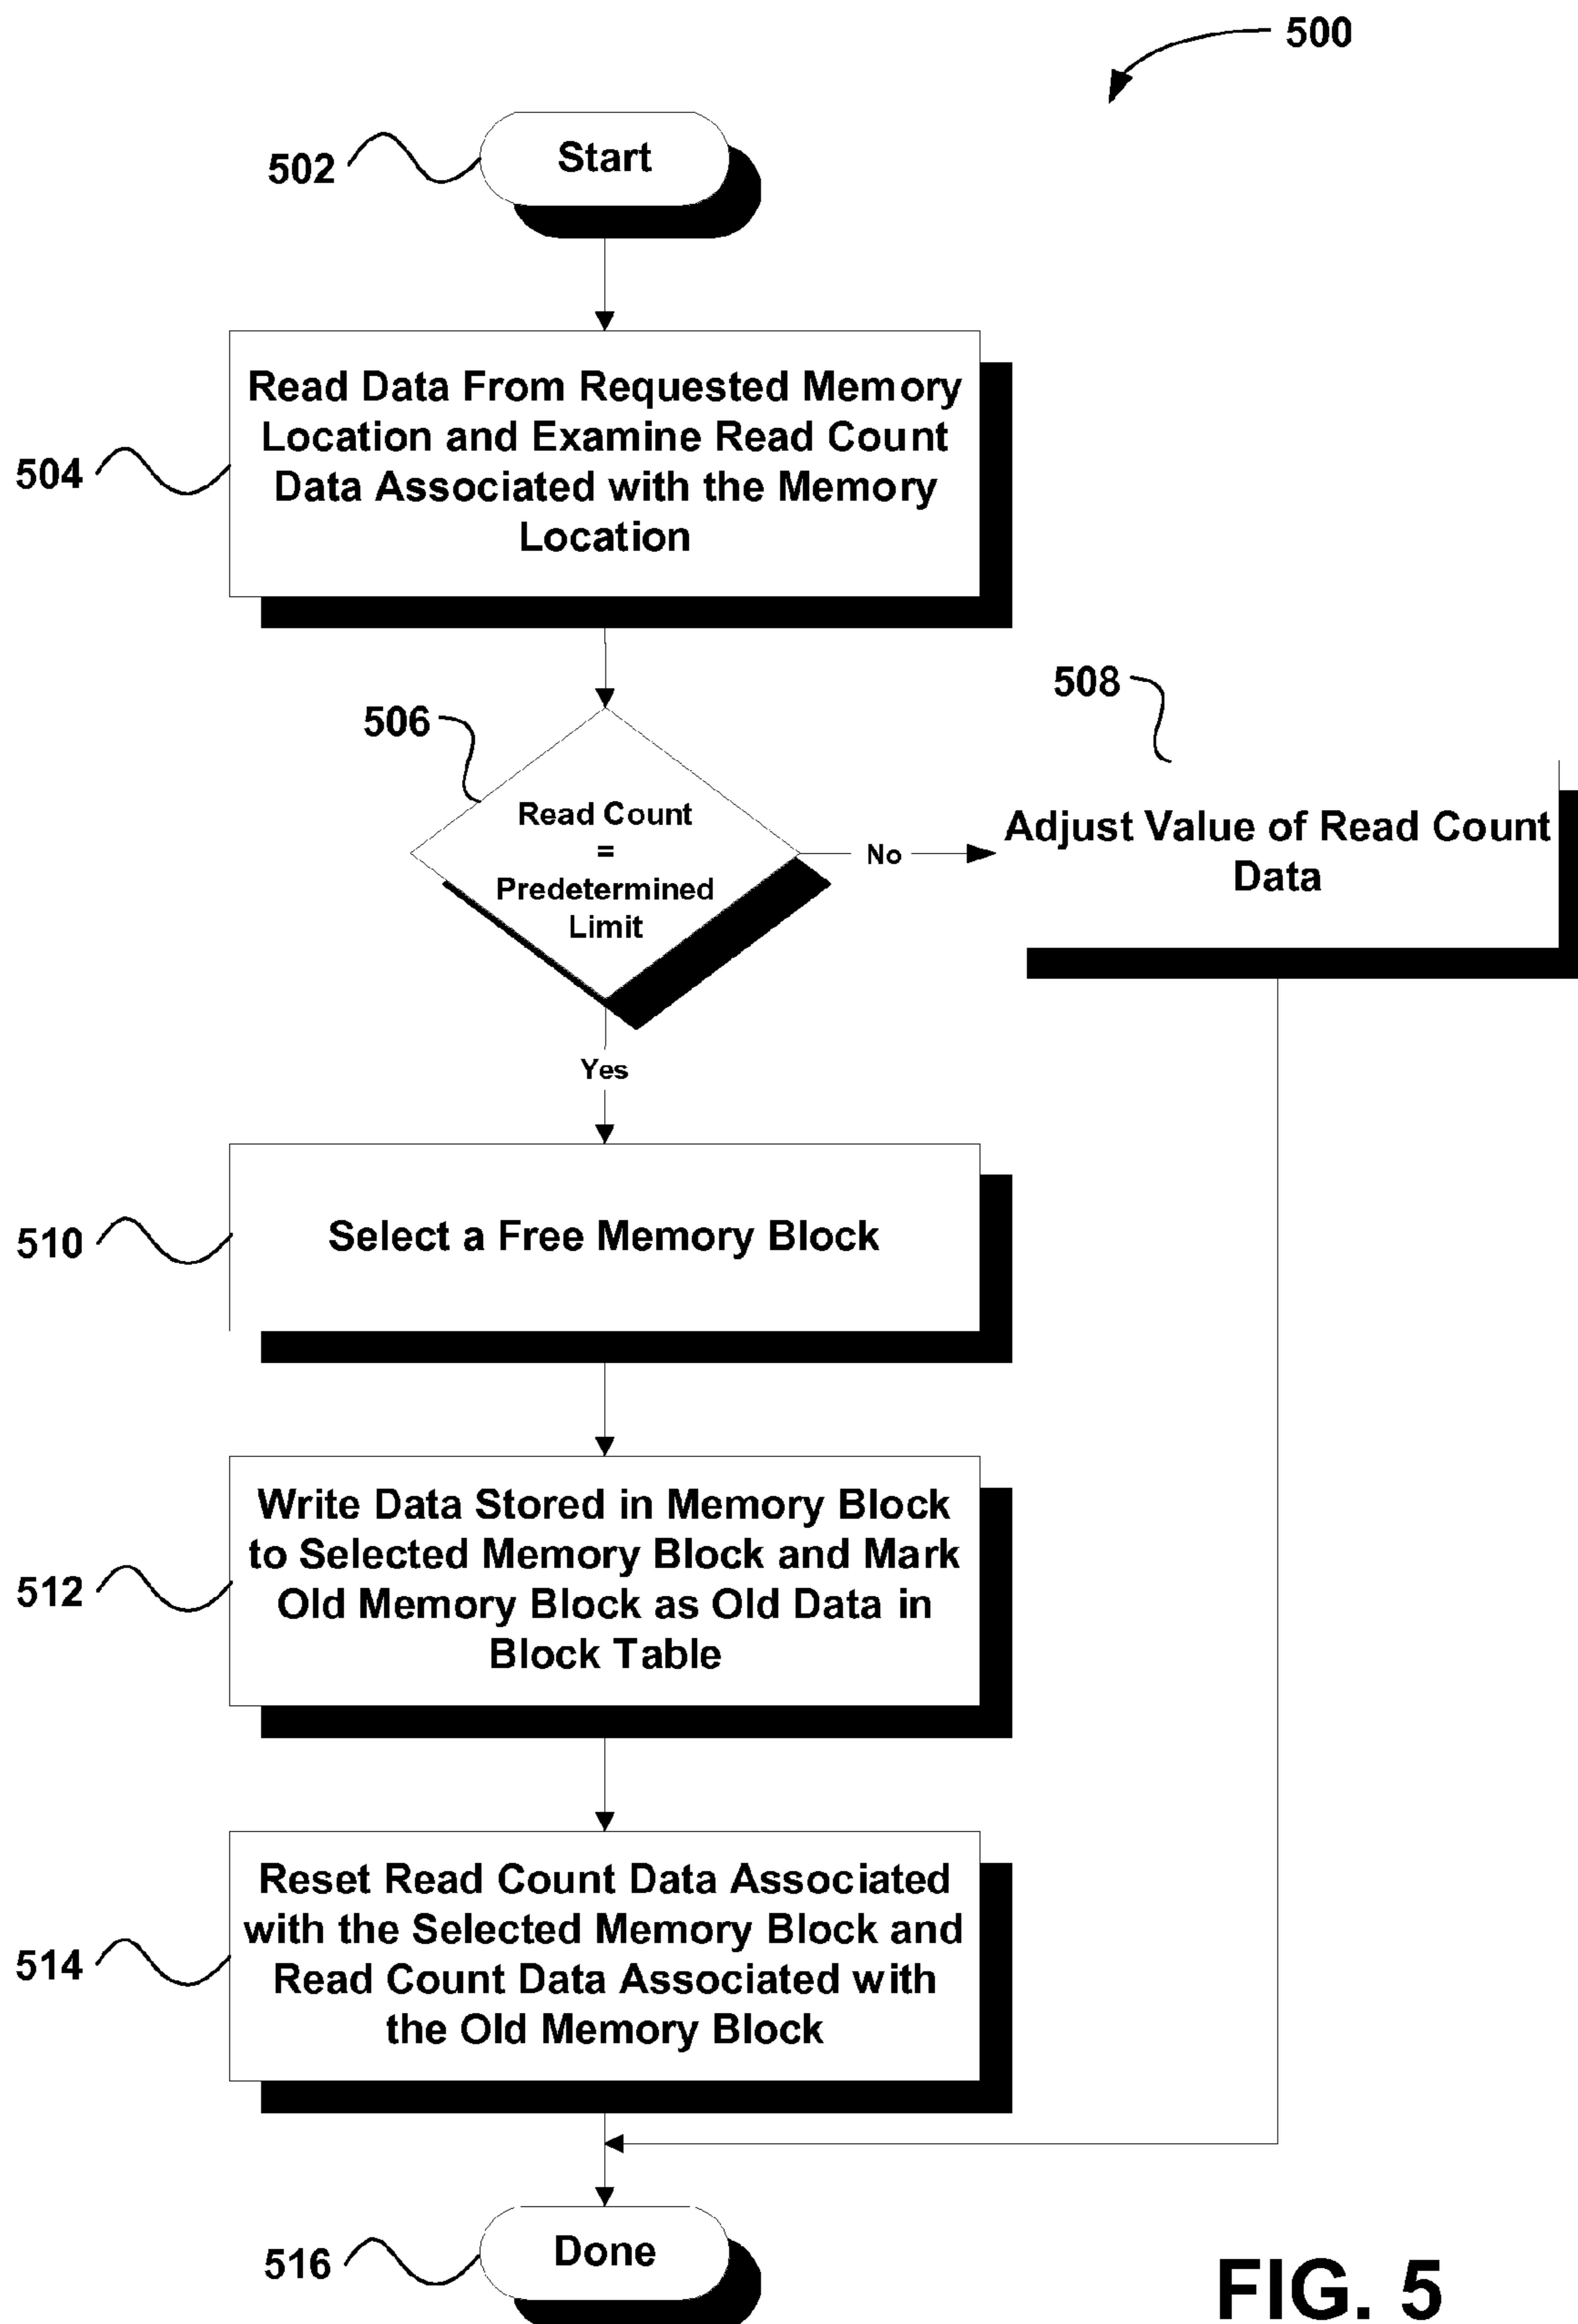 500
502
Start
504
Read Data From Requested Memory
Location and Examine Read Count
Data Associated with the Memory
Location
506
Read Count
=
Predetermined
Limit
No
508
Adjust Value of Read Count
Data
Yes
510
Select a Free Memory Block
512
Write Data Stored in Memory Block
to Selected Memory Block and Mark
Old Memory Block as Old Data in
Block Table
514
Reset Read Count Data Associated
with the Selected Memory Block and
Read Count Data Associated with
the Old Memory Block
516
Done
FIG. 5